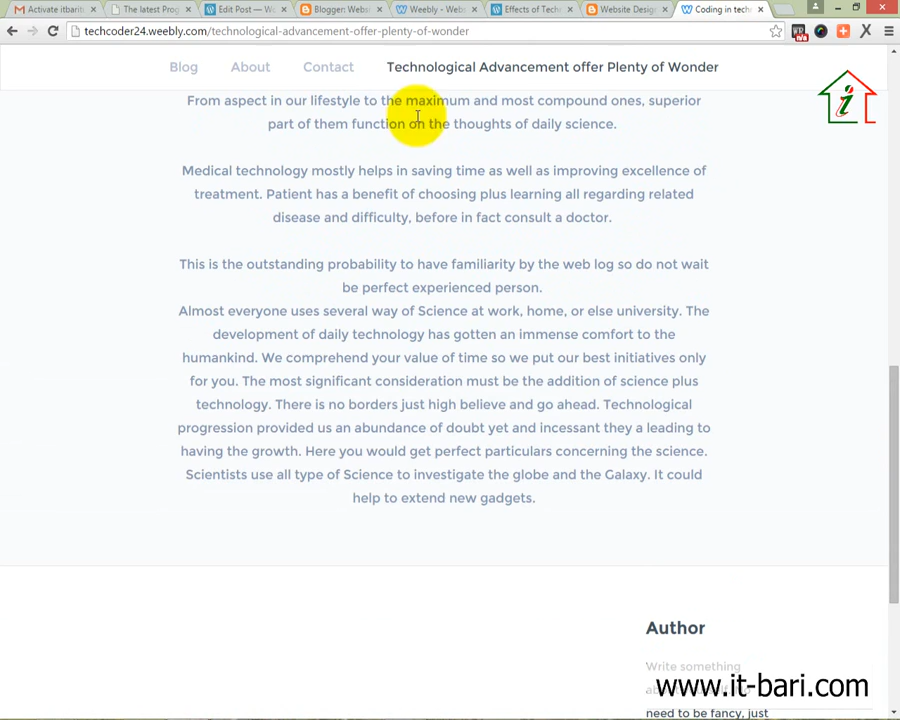 Activate itbarit
The latest Prog
Edit Post — Wo
Blogger: Websi
Weebly - Webs
Effects of Tech
Website Design
Coding in tech
techcoder24.weebly.com/technological-advancement-offer-plenty-of-wonder
Blog About Contact Technological Advancement offer Plenty of Wonder
From aspect in our lifestyle to the maximum and most compound ones, superior
part of them function on the thoughts of daily science.
Medical technology mostly helps in saving time as well as improving excellence of
treatment. Patient has a benefit of choosing plus learning all regarding related
disease and difficulty, before in fact consult a doctor.
This is the outstanding probability to have familiarity by the web log so do not wait
be perfect experienced person.
Almost everyone uses several way of Science at work, home, or else university. The
development of daily technology has gotten an immense comfort to the
humankind. We comprehend your value of time so we put our best initiatives only
for you. The most significant consideration must be the addition of science plus
technology. There is no borders just high believe and go ahead. Technological
progression provided us an abundance of doubt yet and incessant they a leading to
having the growth. Here you would get perfect particulars concerning the science.
Scientists use all type of Science to investigate the globe and the Galaxy. It could
help to extend new gadgets.
Author
Write something
www.it-bari.com
need to be fancy, just